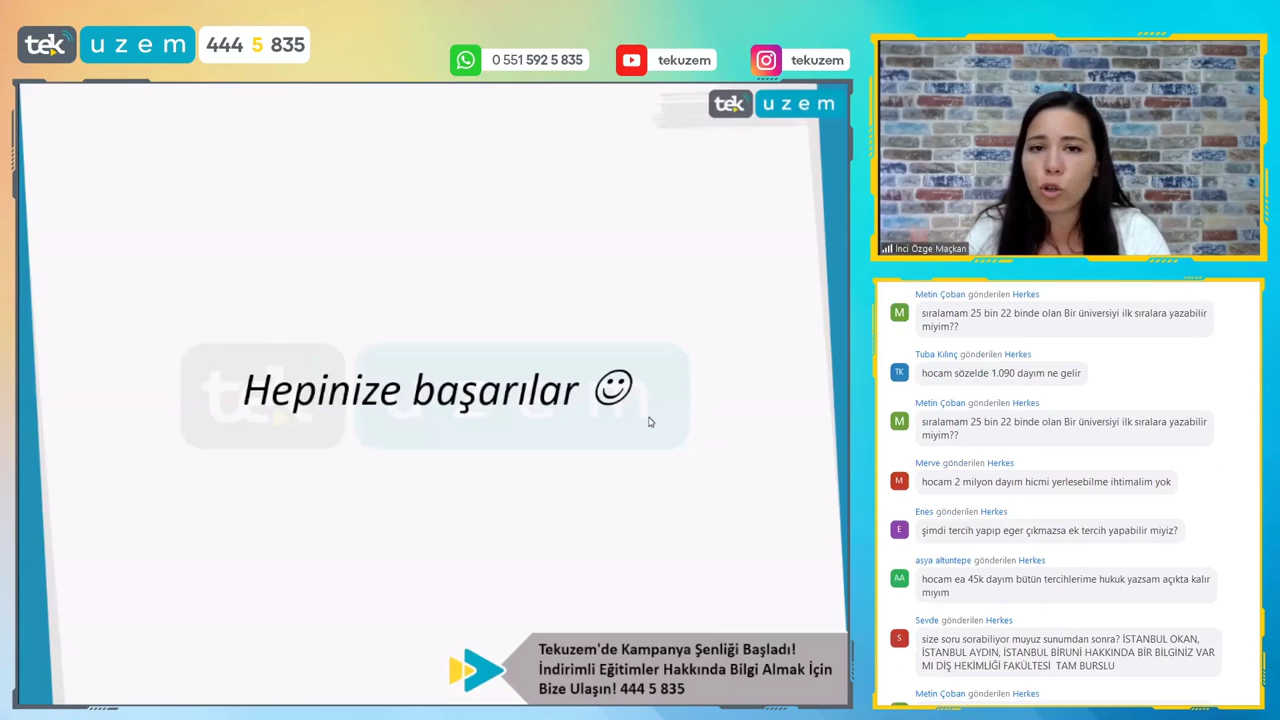 tek uzem 444 5 835
0 551 592 5 835
tekuzem
tekuzem
tek uzem
Hepinize başarılar ☺
tek uzem
Tekuzem'de Kampanya Şenliği Başladı!
İndirimli Eğitimler Hakkında Bilgi Almak İçin
Bize Ulaşın! 444 5 835
İnci Özge Maçkan
Metin Çoban gönderilen Herkes
M
sıralamam 25 bin 22 binde olan Bir üniversiyi ilk sıralara yazabilir
miyim??
Tuba Kılınç gönderilen Herkes
TK
hocam sözelde 1.090 dayım ne gelir
Metin Çoban gönderilen Herkes
M
sıralamam 25 bin 22 binde olan Bir üniversiyi ilk sıralara yazabilir
miyim??
Merve gönderilen Herkes
M
hocam 2 milyon dayım hicmi yerlesebilme ihtimalim yok
Enes gönderilen Herkes
E
şimdi tercih yapıp eger çıkmazsa ek tercih yapabilir miyiz?
asya altuntepe gönderilen Herkes
AA
hocam ea 45k dayım bütün tercihlerime hukuk yazsam açıkta kalır
mıyım
Sevde gönderilen Herkes
S
size soru sorabiliyor muyuz sunumdan sonra? İSTANBUL OKAN,
İSTANBUL AYDIN, İSTANBUL BİRUNİ HAKKINDA BİR BİLGİNİZ VAR
MI DİŞ HEKİMLİĞİ FAKÜLTESİ TAM BURSLU
Metin Çoban gönderilen Herkes